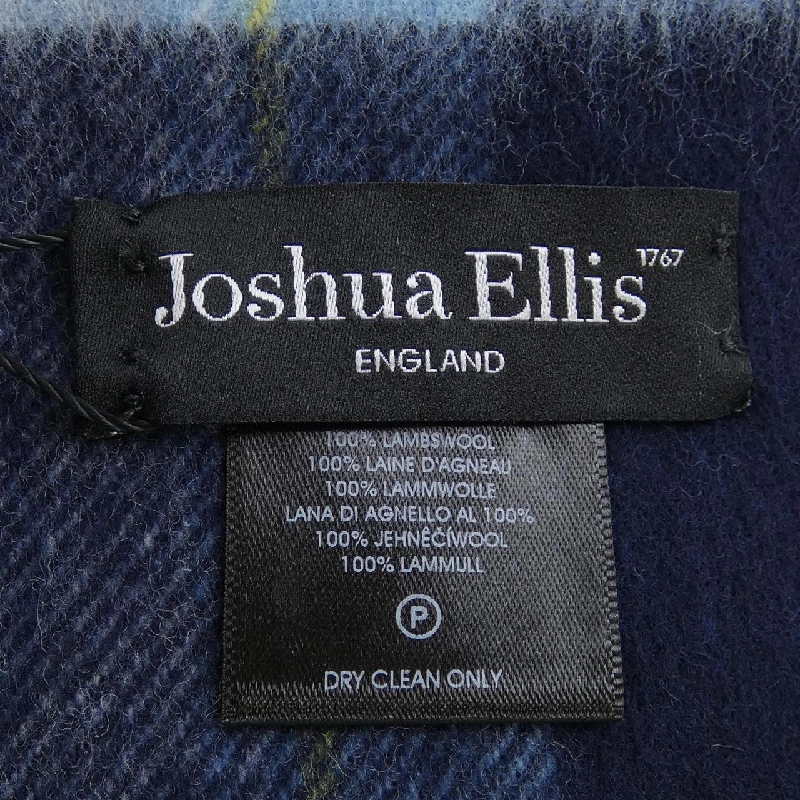 Joshua Ellis 1767
ENGLAND
100% LAMBSWOOL
100% LAINE D'AGNEAU
100% LAMMWOLLE
LANA DI AGNELLO AL 100%
100% JEHNĚČÍWOOL
100% LAMMULL
P
DRY CLEAN ONLY